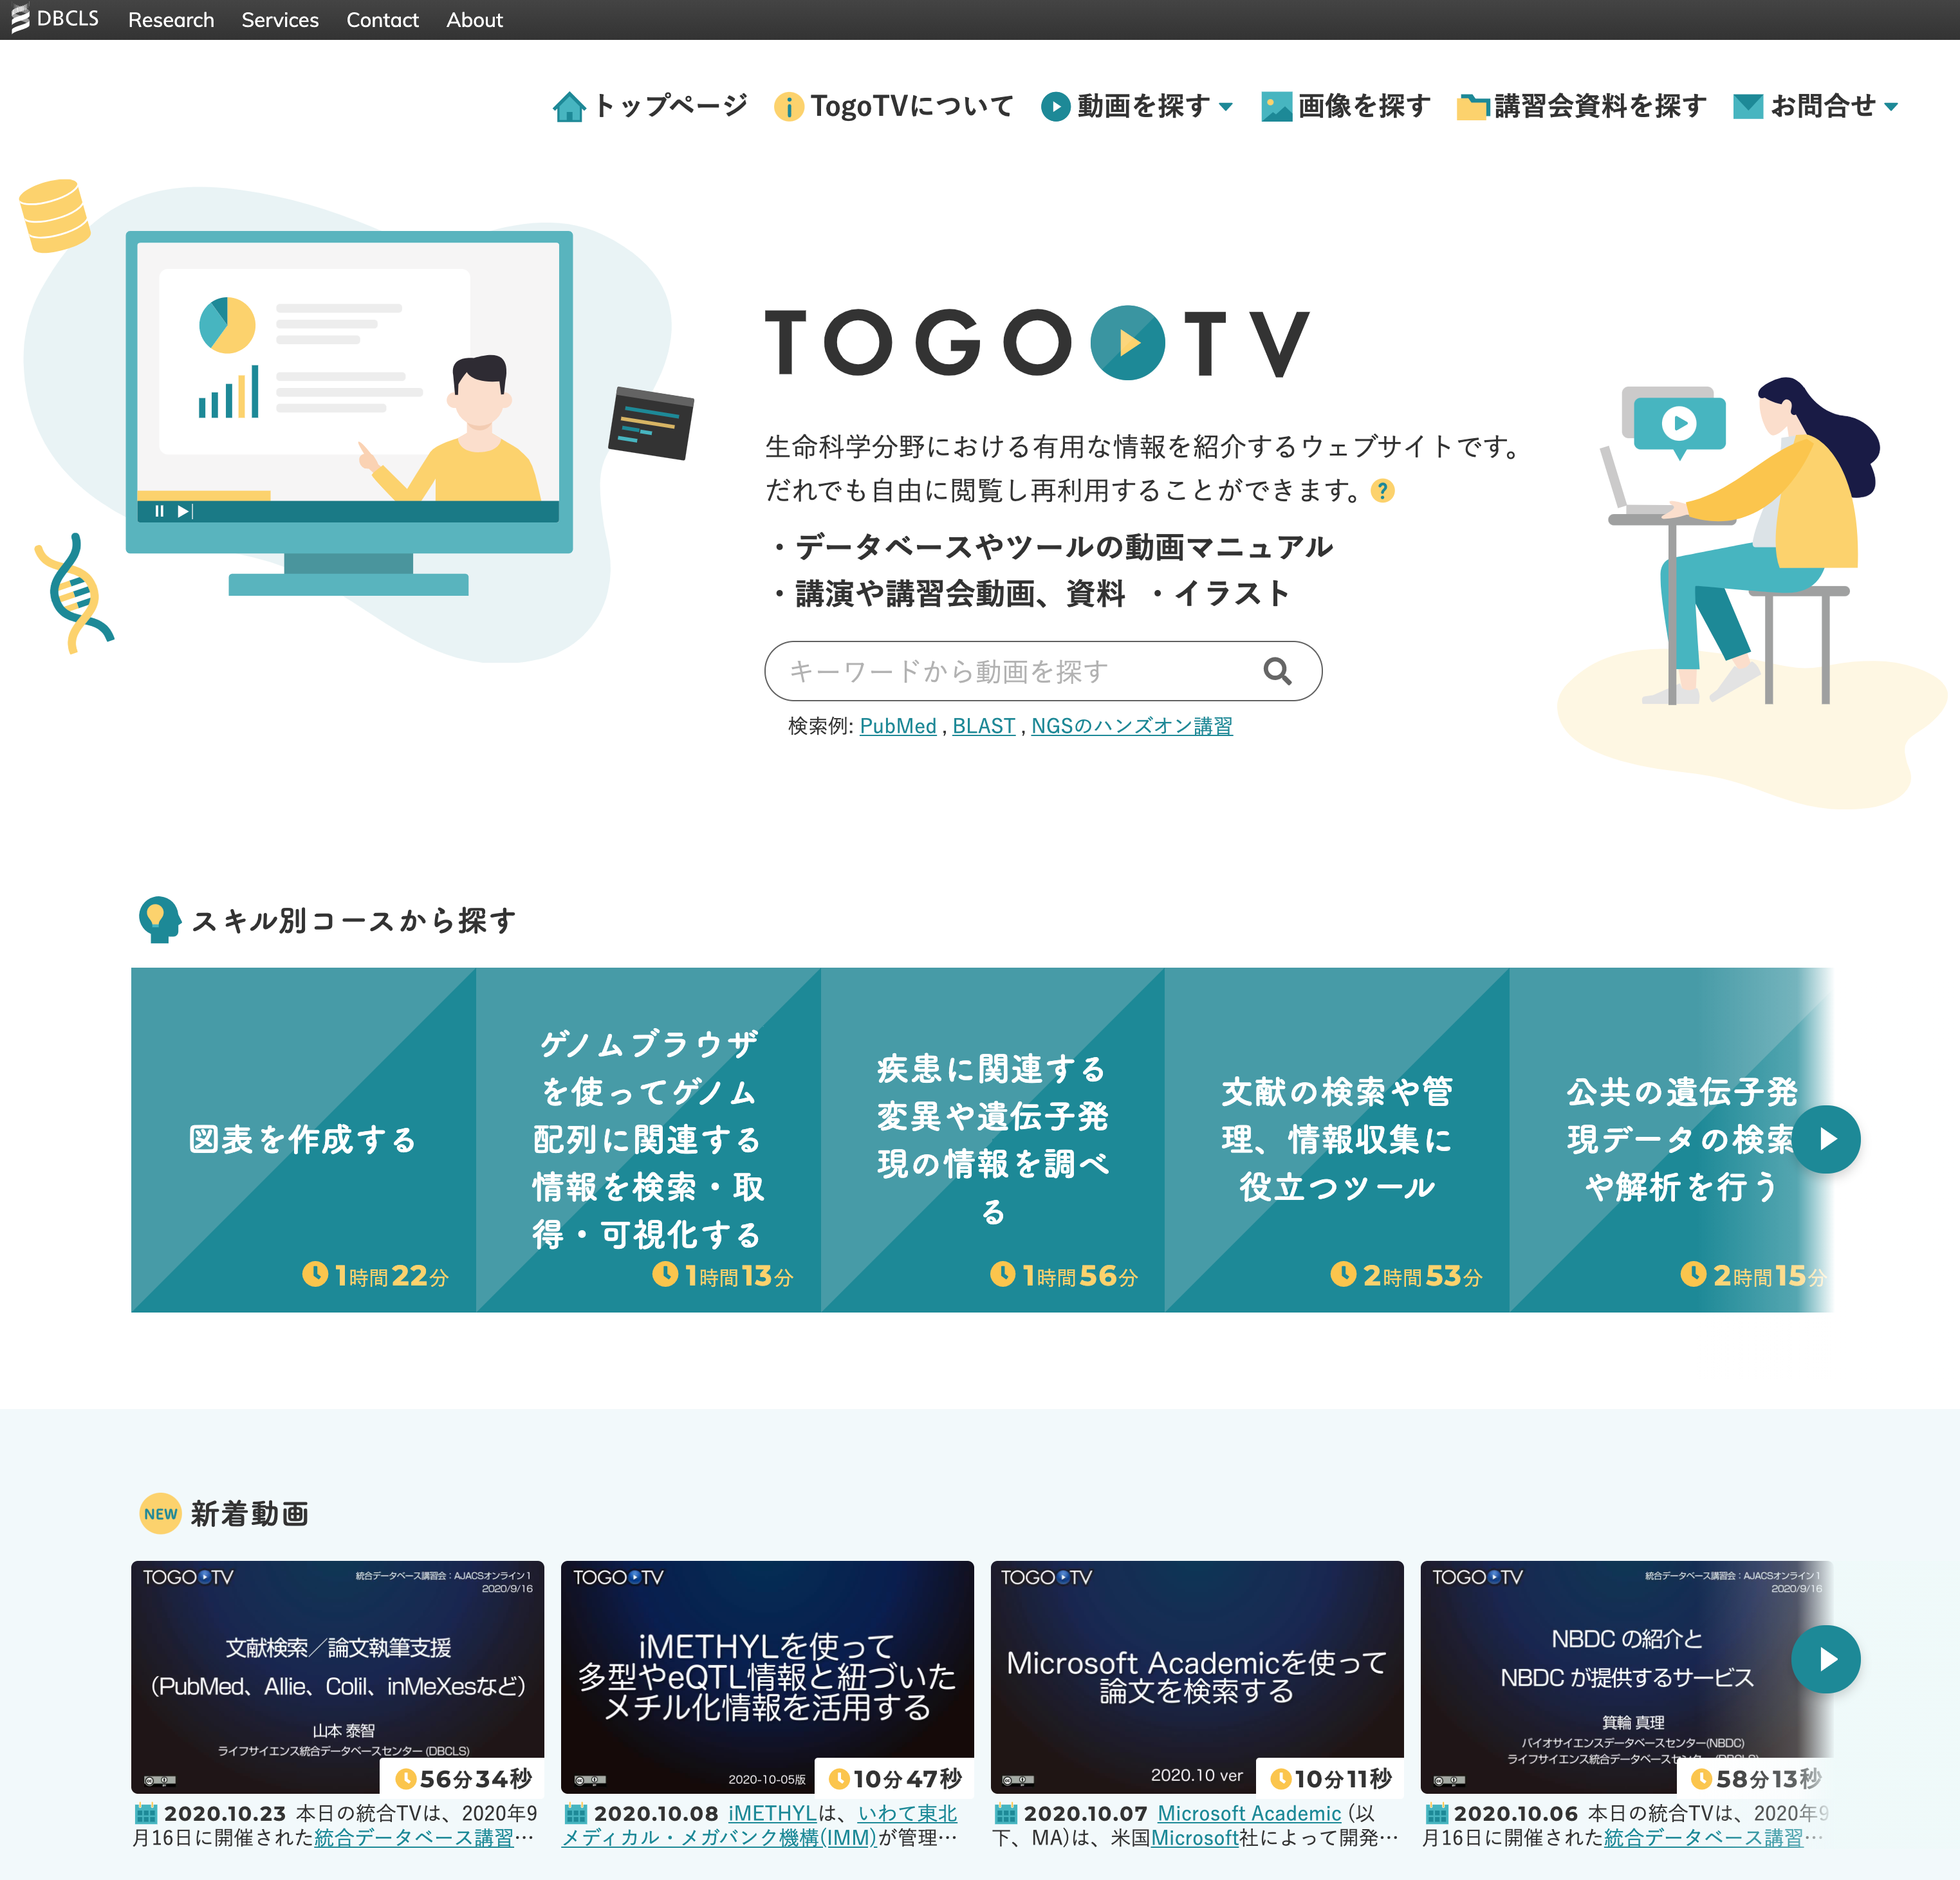 DBCLS Research Services Contact About
トップページ TogoTVについて 動画を探す 画像を探す 講習会資料を探す お問合せ
TOGO TV
生命科学分野における有用な情報を紹介するウェブサイトです。
だれでも自由に閲覧し再利用することができます。 ?
・データベースやツールの動画マニュアル
・講演や講習会動画、資料 ・イラスト
キーワードから動画を探す
検索例: PubMed , BLAST , NGSのハンズオン講習
スキル別コースから探す
図表を作成する
1時間22分
ゲノムブラウザ
を使ってゲノム
配列に関連する
情報を検索・取
得・可視化する
1時間13分
疾患に関連する
変異や遺伝子発
現の情報を調べ
る
1時間56分
文献の検索や管
理、情報収集に
役立つツール
2時間53分
公共の遺伝子発
現データの検索
や解析を行う
2時間15分
NEW 新着動画
TOGO TV 統合データベース講習会：AJACSオンライン1
2020/9/16
文献検索／論文執筆支援
（PubMed、Allie、Colil、inMeXesなど）
山本 泰智
ライフサイエンス統合データベースセンター (DBCLS)
56分34秒
2020.10.23 本日の統合TVは、2020年9
月16日に開催された統合データベース講習…
TOGO TV
iMETHYLを使って
多型やeQTL情報と紐づいた
メチル化情報を活用する
2020-10-05版
10分47秒
2020.10.08 iMETHYLは、いわて東北
メディカル・メガバンク機構(IMM)が管理…
TOGO TV
Microsoft Academicを使って
論文を検索する
2020.10 ver
10分11秒
2020.10.07 Microsoft Academic (以
下、MA)は、米国Microsoft社によって開発…
TOGO TV 統合データベース講習会：AJACSオンライン1
2020/9/16
NBDC の紹介と
NBDC が提供するサービス
箕輪 真理
バイオサイエンスデータベースセンター(NBDC)
ライフサイエンス統合データベース
58分13秒
2020.10.06 本日の統合TVは、2020年9
月16日に開催された統合データベース講習…